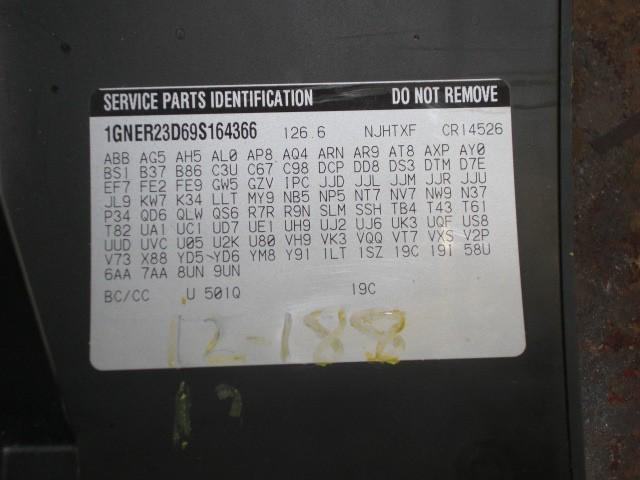 SERVICE PARTS IDENTIFICATION DO NOT REMOVE
1GNER23D69S164366 126.6 NJHTXF CR14526
ABB AG5 AH5 AL0 AP8 AQ4 ARN AR9 AT8 AXP AY0
BS1 B37 B86 C3U C67 C98 DCP DD8 DS3 DTM D7E
EF7 FE2 FE9 GW5 GZV IPC JJD JJL JJM JJR JJU
JL9 KW7 K34 LLT MY9 NB5 NP5 NT7 NV7 NW9 N37
P34 QD6 QLW QS6 R7R R9N SLM SSH TB4 T43 T61
T82 UA1 UC1 UD7 UE1 UH9 UJ2 UJ6 UK3 UQF US8
UUD UVC U05 U2K U80 VH9 VK3 VQQ VT7 VXS V2P
V73 X88 YD5 YD6 YM8 Y91 1LT 1SZ 19C 19I 58U
6AA 7AA 8UN 9UN
BC/CC U 501Q 19C
12-188